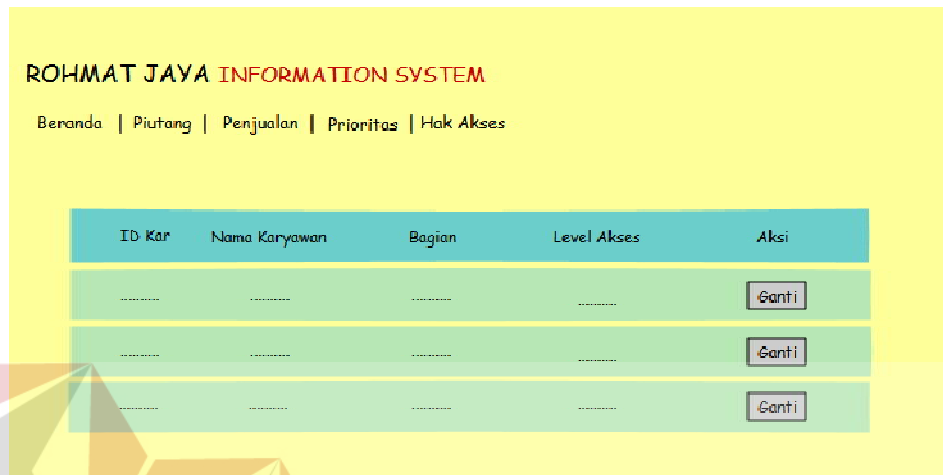 ROHMAT JAYA INFORMATION SYSTEM
Beranda | Piutang | Penjualan | Prioritas | Hak Akses
ID Kar Nama Karyawan Bagian Level Akses Aksi
............ ............ ............ ............ Ganti
............ ............ ............ ............ Ganti
............ ............ ............ ............ Ganti